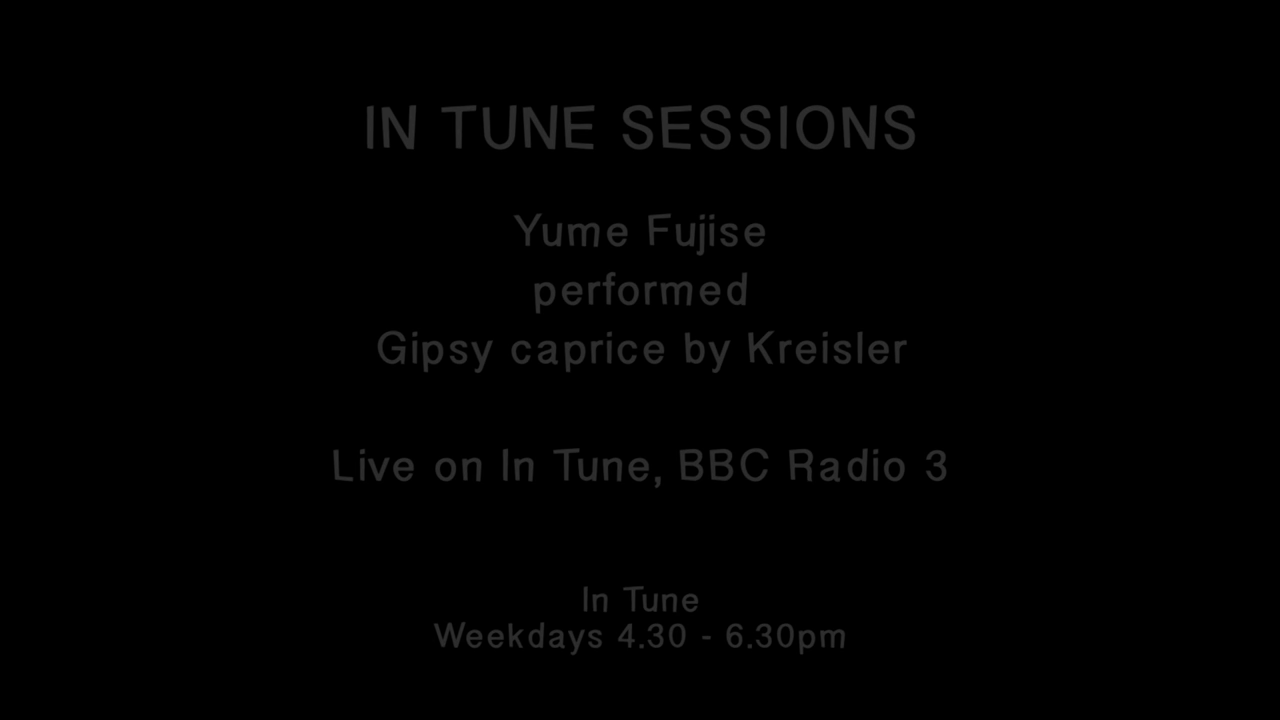 IN TUNE SESSIONS
Yume Fujise
performed
Gipsy caprice by Kreisler
Live on In Tune, BBC Radio 3
In Tune
Weekdays 4.30 - 6.30pm